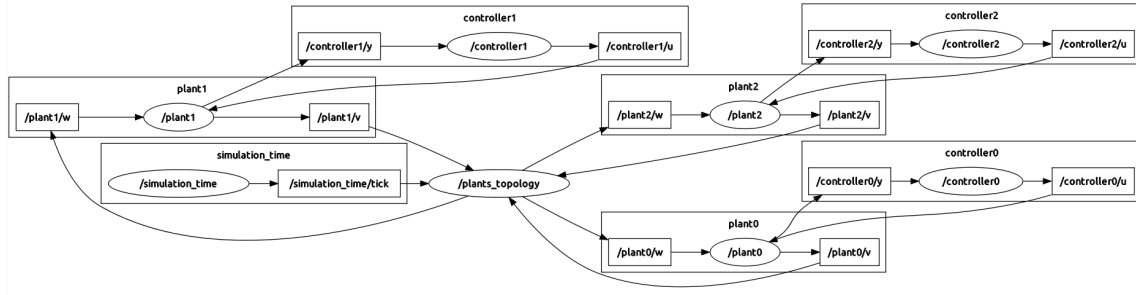 controller1
/controller1/y
/controller1
/controller1/u
controller2
/controller2/y
/controller2
/controller2/u
plant1
/plant1/w
/plant1
/plant1/v
plant2
/plant2/w
/plant2
/plant2/v
simulation_time
/simulation_time
/simulation_time/tick
/plants_topology
controller0
/controller0/y
/controller0
/controller0/u
plant0
/plant0/w
/plant0
/plant0/v